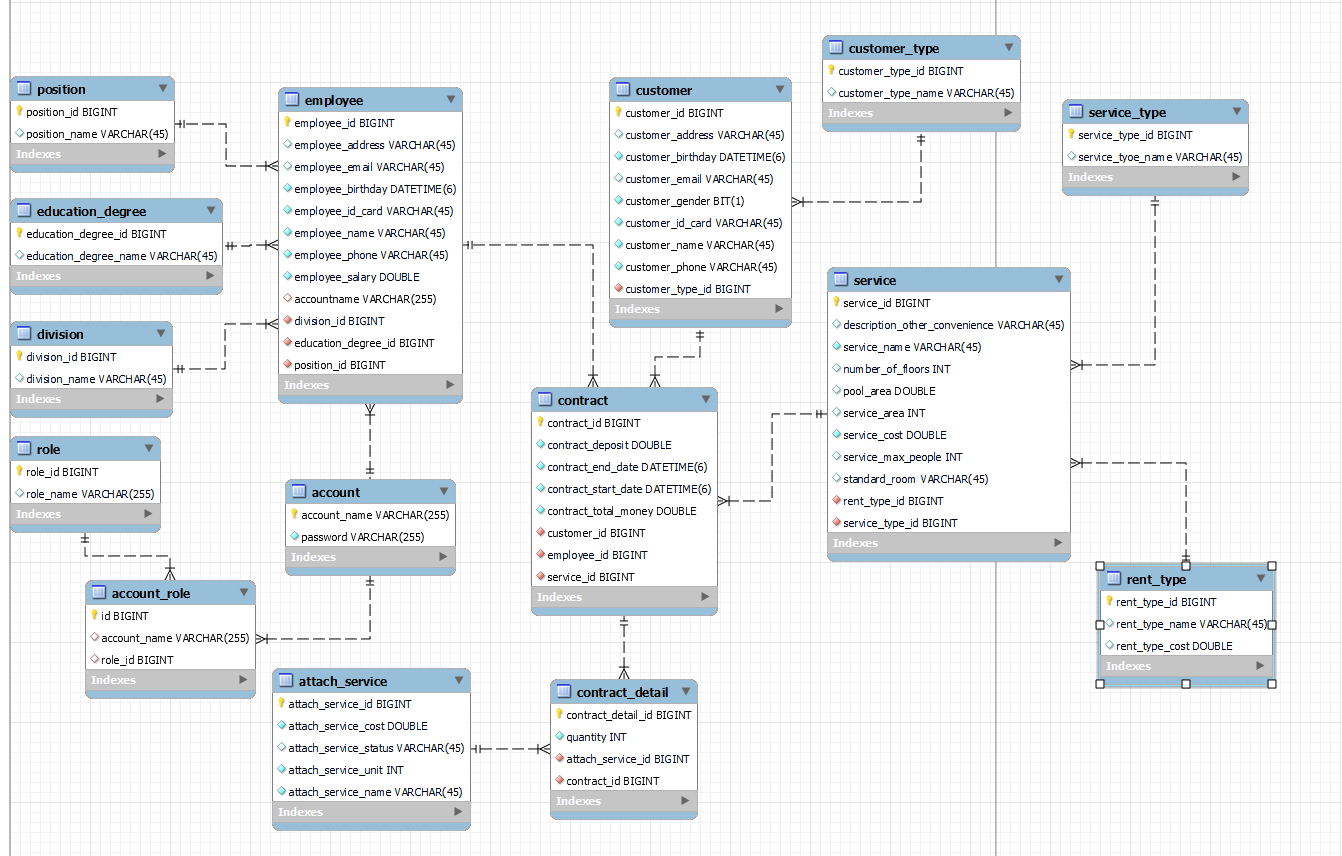 position
position_id BIGINT
position_name VARCHAR(45)
Indexes
education_degree
education_degree_id BIGINT
education_degree_name VARCHAR(45)
Indexes
division
division_id BIGINT
division_name VARCHAR(45)
Indexes
role
role_id BIGINT
role_name VARCHAR(255)
Indexes
account_role
id BIGINT
account_name VARCHAR(255)
role_id BIGINT
Indexes
employee
employee_id BIGINT
employee_address VARCHAR(45)
employee_email VARCHAR(45)
employee_birthday DATETIME(6)
employee_id_card VARCHAR(45)
employee_name VARCHAR(45)
employee_phone VARCHAR(45)
employee_salary DOUBLE
accountname VARCHAR(255)
division_id BIGINT
education_degree_id BIGINT
position_id BIGINT
Indexes
account
account_name VARCHAR(255)
password VARCHAR(255)
Indexes
attach_service
attach_service_id BIGINT
attach_service_cost DOUBLE
attach_service_status VARCHAR(45)
attach_service_unit INT
attach_service_name VARCHAR(45)
Indexes
customer
customer_id BIGINT
customer_address VARCHAR(45)
customer_birthday DATETIME(6)
customer_email VARCHAR(45)
customer_gender BIT(1)
customer_id_card VARCHAR(45)
customer_name VARCHAR(45)
customer_phone VARCHAR(45)
customer_type_id BIGINT
Indexes
contract
contract_id BIGINT
contract_deposit DOUBLE
contract_end_date DATETIME(6)
contract_start_date DATETIME(6)
contract_total_money DOUBLE
customer_id BIGINT
employee_id BIGINT
service_id BIGINT
Indexes
contract_detail
contract_detail_id BIGINT
quantity INT
attach_service_id BIGINT
contract_id BIGINT
Indexes
customer_type
customer_type_id BIGINT
customer_type_name VARCHAR(45)
Indexes
service
service_id BIGINT
description_other_convenience VARCHAR(45)
service_name VARCHAR(45)
number_of_floors INT
pool_area DOUBLE
service_area INT
service_cost DOUBLE
service_max_people INT
standard_room VARCHAR(45)
rent_type_id BIGINT
service_type_id BIGINT
Indexes
service_type
service_type_id BIGINT
service_tyoe_name VARCHAR(45)
Indexes
rent_type
rent_type_id BIGINT
rent_type_name VARCHAR(45)
rent_type_cost DOUBLE
Indexes